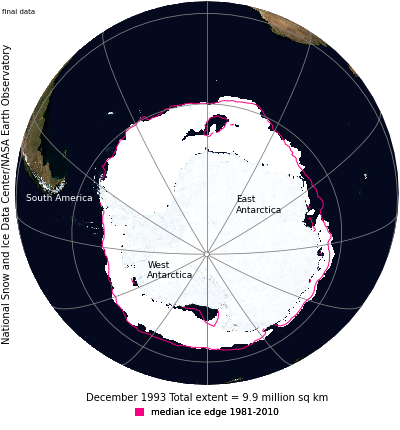 final data
National Snow and Ice Data Center/NASA Earth Observatory
South America
East
Antarctica
West
Antarctica
December 1993 Total extent = 9.9 million sq km
median ice edge 1981-2010